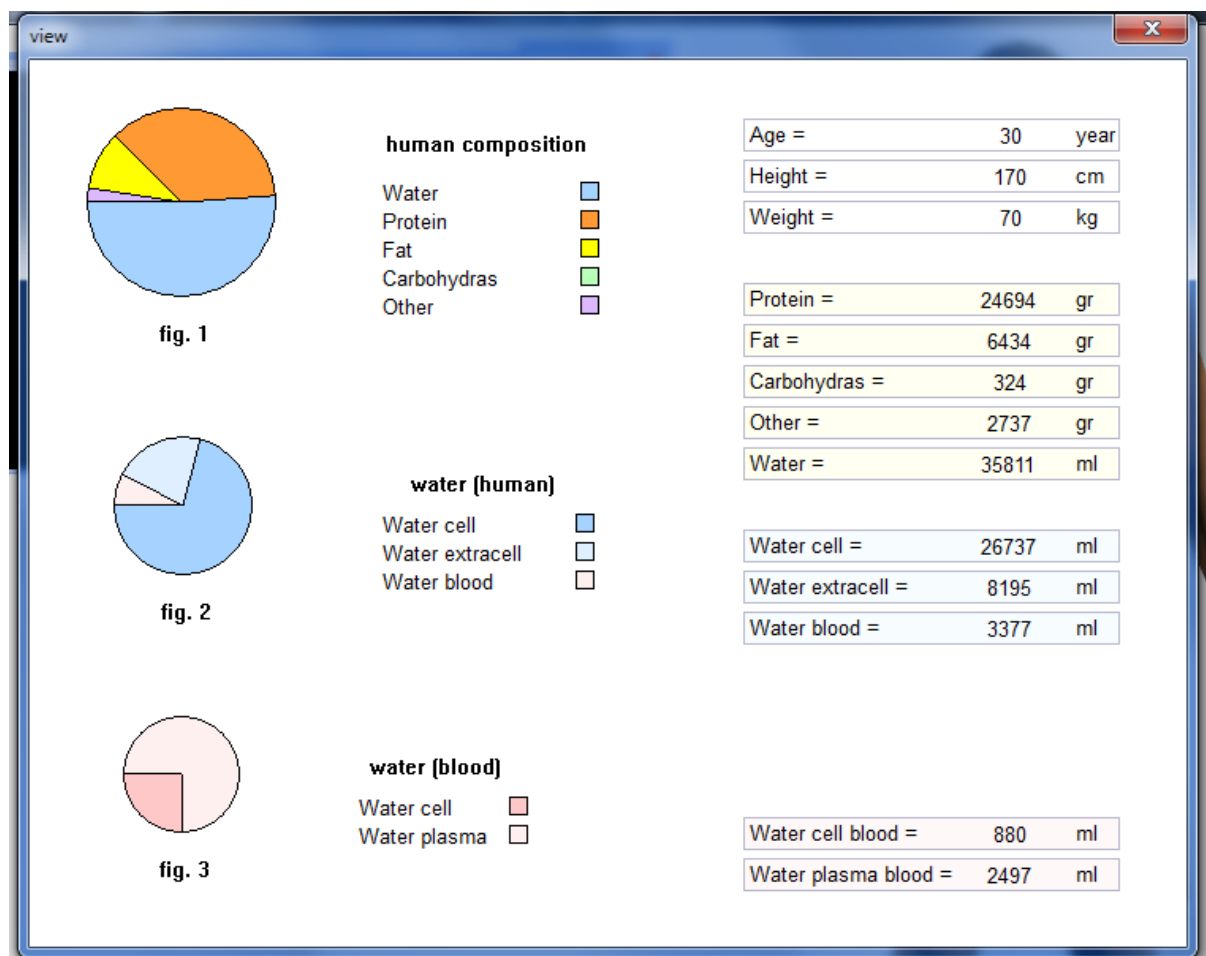 view
human composition
Water
Protein
Fat
Carbohydras
Other
fig. 1
Age = 30 year
Height = 170 cm
Weight = 70 kg
Protein = 24694 gr
Fat = 6434 gr
Carbohydras = 324 gr
Other = 2737 gr
Water = 35811 ml
water (human)
Water cell
Water extracell
Water blood
fig. 2
Water cell = 26737 ml
Water extracell = 8195 ml
Water blood = 3377 ml
water (blood)
Water cell
Water plasma
fig. 3
Water cell blood = 880 ml
Water plasma blood = 2497 ml